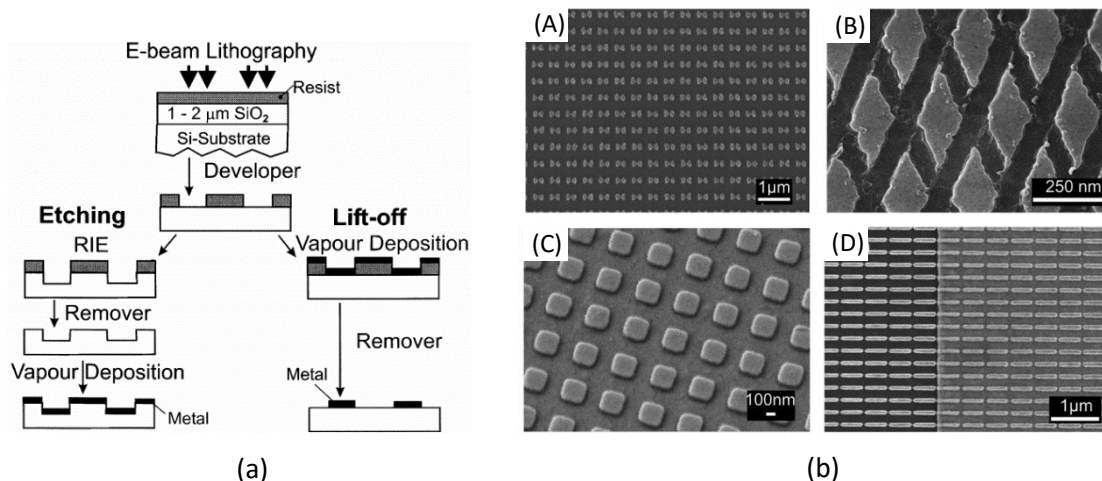 E-beam Lithography
Resist
1 - 2 μm SiO₂
Si-Substrate
Developer
Etching
RIE
Remover
Vapour Deposition
Metal
Lift-off
Vapour Deposition
Remover
Metal
(a)
(A)
1μm
(B)
250 nm
(C)
100nm
(D)
1μm
(b)